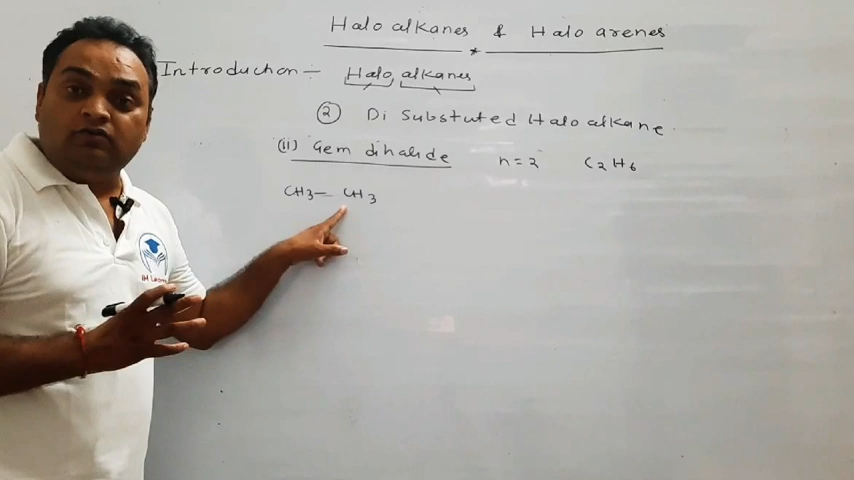 Halo alkanes & Halo arenes
Introduction - Halo alkanes
② Di Substuted Halo alkane
(ii) Gem dihalide n=2 C2H6
CH3 — CH3